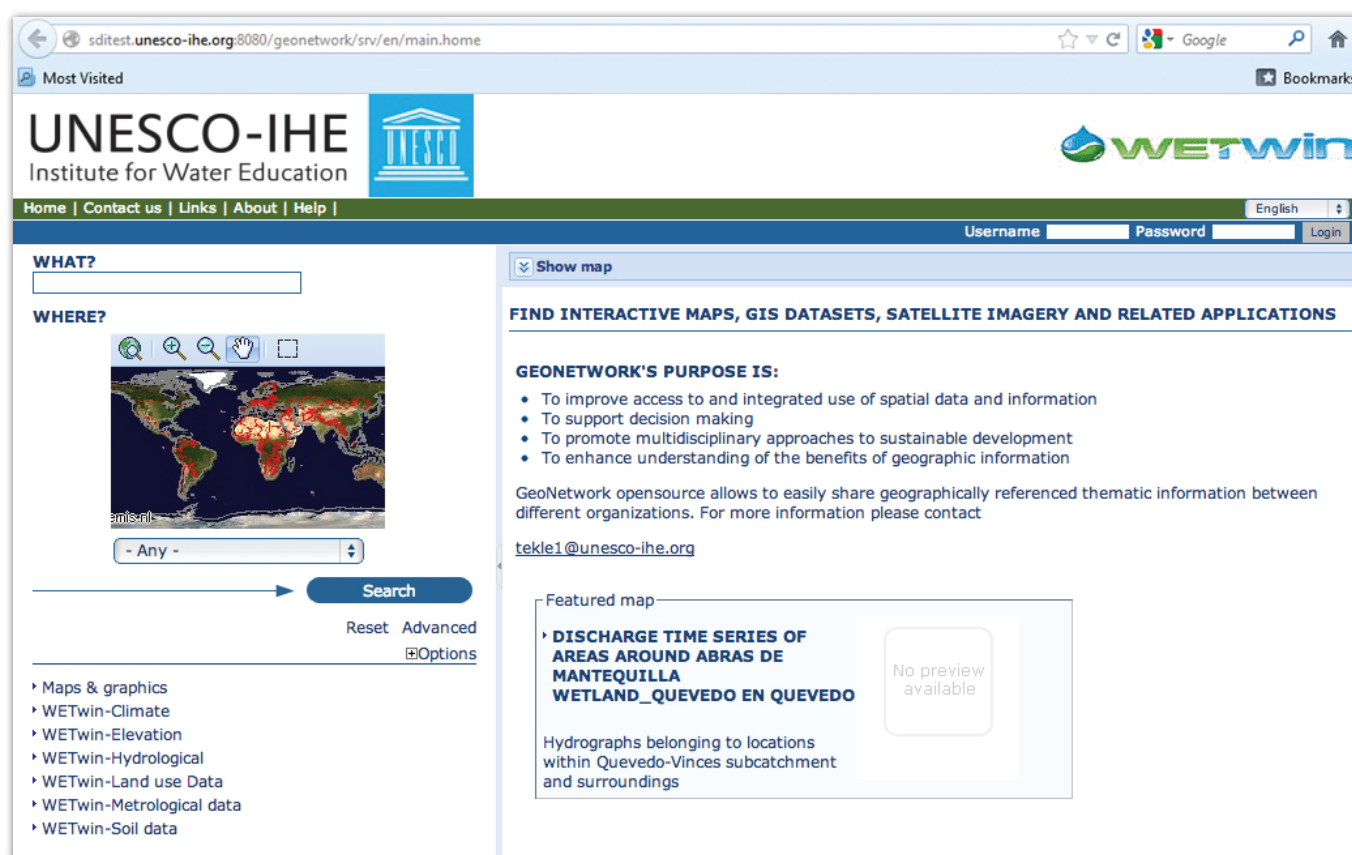 sditest.unesco-ihe.org:8080/geonetwork/srv/en/main.home
Google
Most Visited
Bookmarks
UNESCO-IHE
Institute for Water Education
UNESCO
WETwin
Home | Contact us | Links | About | Help |
English
Username
Password
Login
WHAT?
WHERE?
emis.nl
- Any -
Search
Reset Advanced
Options
Maps & graphics
WETwin-Climate
WETwin-Elevation
WETwin-Hydrological
WETwin-Land use Data
WETwin-Metrological data
WETwin-Soil data
Show map
FIND INTERACTIVE MAPS, GIS DATASETS, SATELLITE IMAGERY AND RELATED APPLICATIONS
GEONETWORK'S PURPOSE IS:
• To improve access to and integrated use of spatial data and information
• To support decision making
• To promote multidisciplinary approaches to sustainable development
• To enhance understanding of the benefits of geographic information
GeoNetwork opensource allows to easily share geographically referenced thematic information between
different organizations. For more information please contact
tekle1@unesco-ihe.org
Featured map
DISCHARGE TIME SERIES OF
AREAS AROUND ABRAS DE
MANTEQUILLA
WETLAND_QUEVEDO EN QUEVEDO
No preview
available
Hydrographs belonging to locations
within Quevedo-Vinces subcatchment
and surroundings